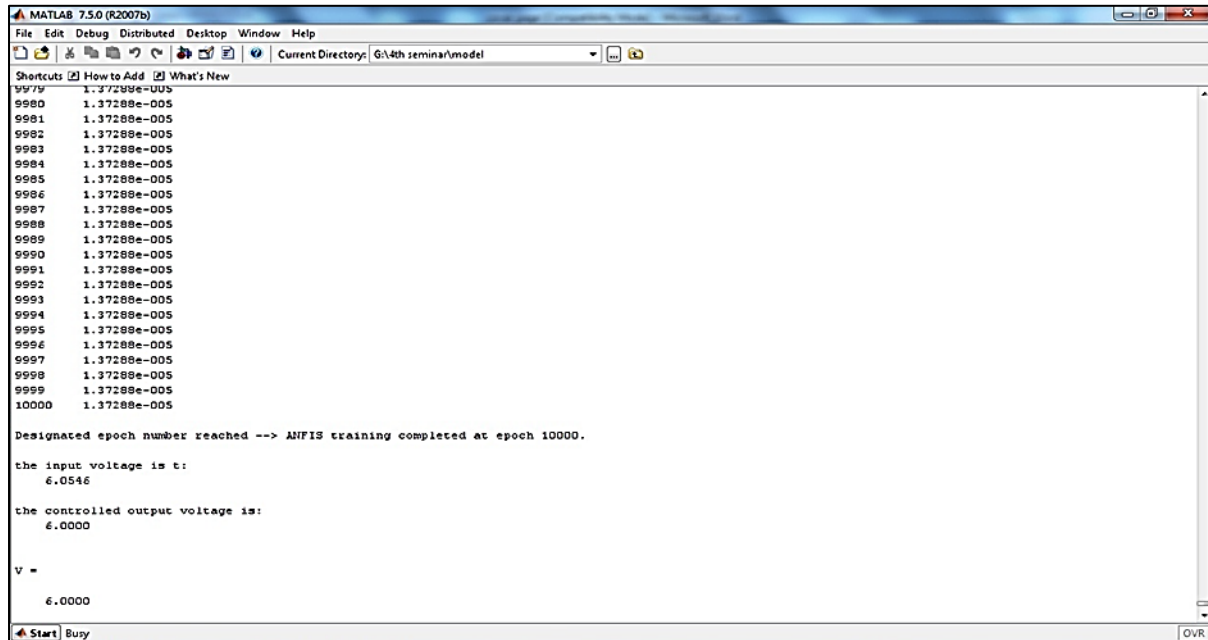 MATLAB 7.5.0 (R2007b)
File Edit Debug Distributed Desktop Window Help
Current Directory: G:\4th seminar\model
Shortcuts How to Add What's New
9979 1.37288e-005
9980 1.37288e-005
9981 1.37288e-005
9982 1.37288e-005
9983 1.37288e-005
9984 1.37288e-005
9985 1.37288e-005
9986 1.37288e-005
9987 1.37288e-005
9988 1.37288e-005
9989 1.37288e-005
9990 1.37288e-005
9991 1.37288e-005
9992 1.37288e-005
9993 1.37288e-005
9994 1.37288e-005
9995 1.37288e-005
9996 1.37288e-005
9997 1.37288e-005
9998 1.37288e-005
9999 1.37288e-005
10000 1.37288e-005
Designated epoch number reached --> ANFIS training completed at epoch 10000.
the input voltage is t:
6.0546
the controlled output voltage is:
6.0000
V =
6.0000
Start Busy OVR